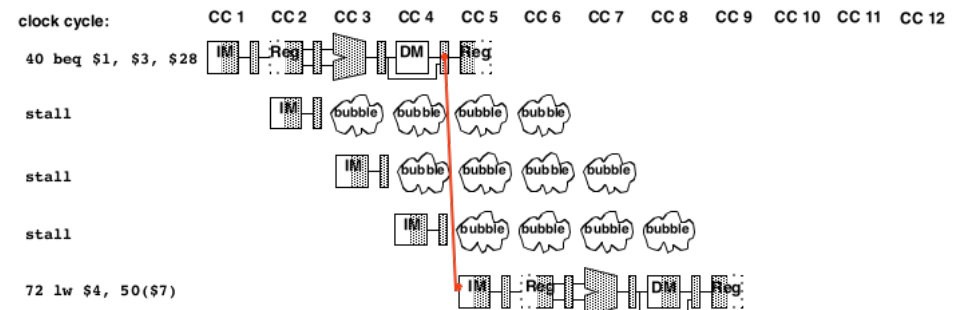 clock cycle: CC 1 CC 2 CC 3 CC 4 CC 5 CC 6 CC 7 CC 8 CC 9 CC 10 CC 11 CC 12
40 beq $1, $3, $28 IM Reg DM Reg
stall IM bubble bubble bubble bubble
stall IM bubble bubble bubble bubble
stall IM bubble bubble bubble bubble
72 lw $4, 50($7) IM Reg DM Reg